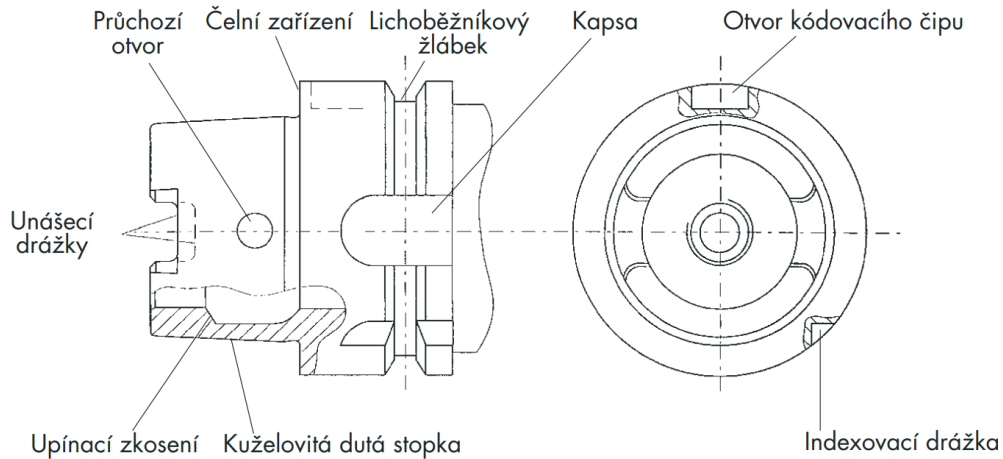 Průchozí
otvor
Čelní zařízení
Lichoběžníkový
žlábek
Kapsa
Otvor kódovacího čipu
Unášecí
drážky
Upínací zkosení
Kuželovitá dutá stopka
Indexovací drážka